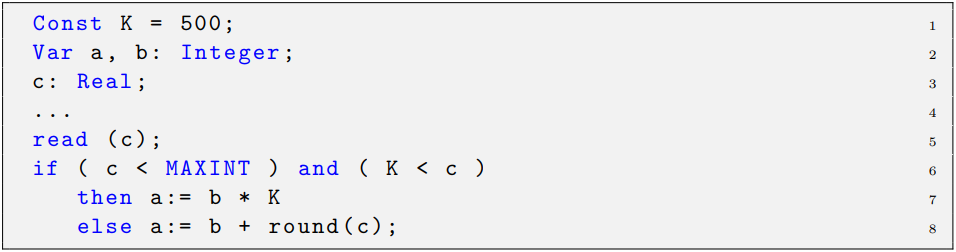 Const K = 500; 1
Var a, b: Integer; 2
c: Real; 3
... 4
read (c); 5
if ( c < MAXINT ) and ( K < c ) 6
then a:= b * K 7
else a:= b + round(c); 8